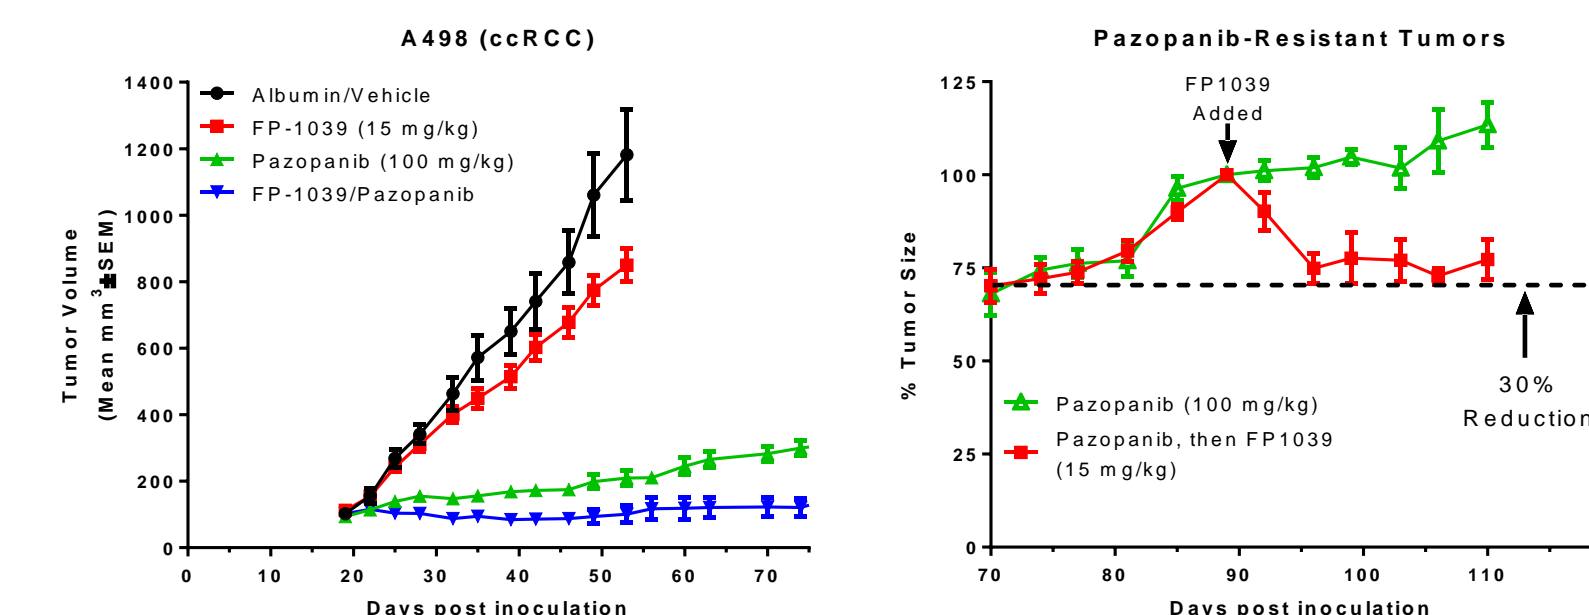 A498 (ccRCC)
1400
1200
1000
800
600
400
200
0
Tumor Volume
(Mean mm³±SEM)
Albumin/Vehicle
FP-1039 (15 mg/kg)
Pazopanib (100 mg/kg)
FP-1039/Pazopanib
0 10 20 30 40 50 60 70
Days post inoculation
Pazopanib-Resistant Tumors
125
100
75
50
25
0
% Tumor Size
FP1039
Added
30%
Reduction
Pazopanib (100 mg/kg)
Pazopanib, then FP1039
(15 mg/kg)
70 80 90 100 110
Days post inoculation